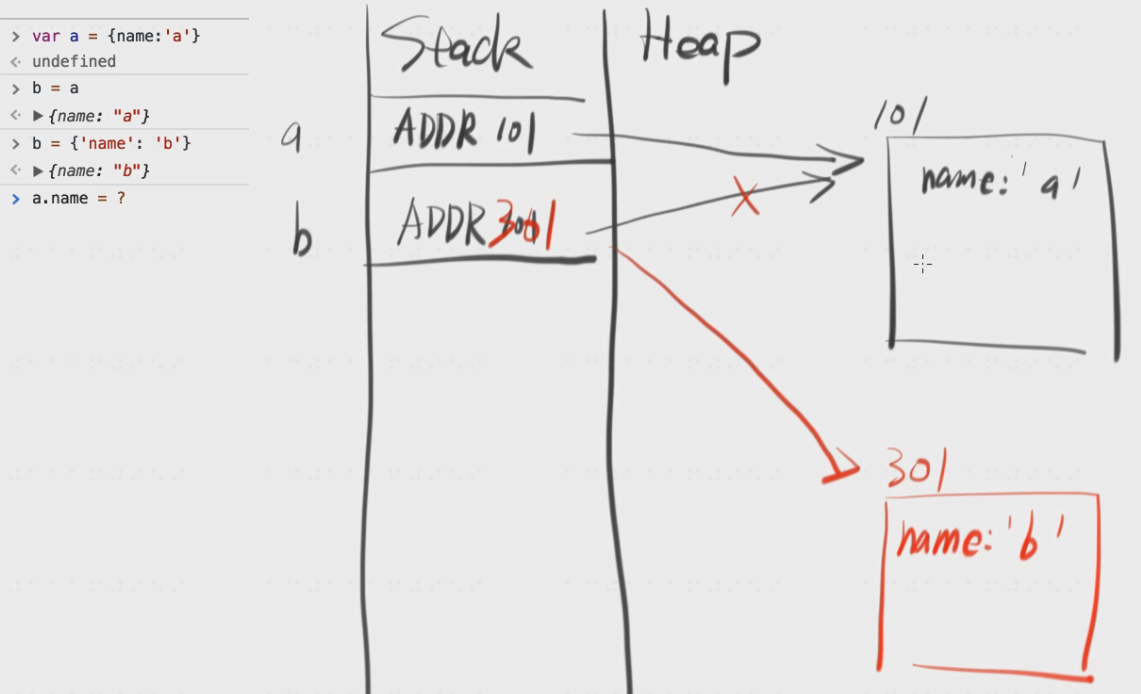 > var a = {name:'a'}
<· undefined
> b = a
<· ▶{name: "a"}
> b = {'name': 'b'}
<· ▶{name: "b"}
> a.name = ?
Stack
Heap
a
ADDR 101
101
name: 'a'
b
ADDR 301
301
name: 'b'